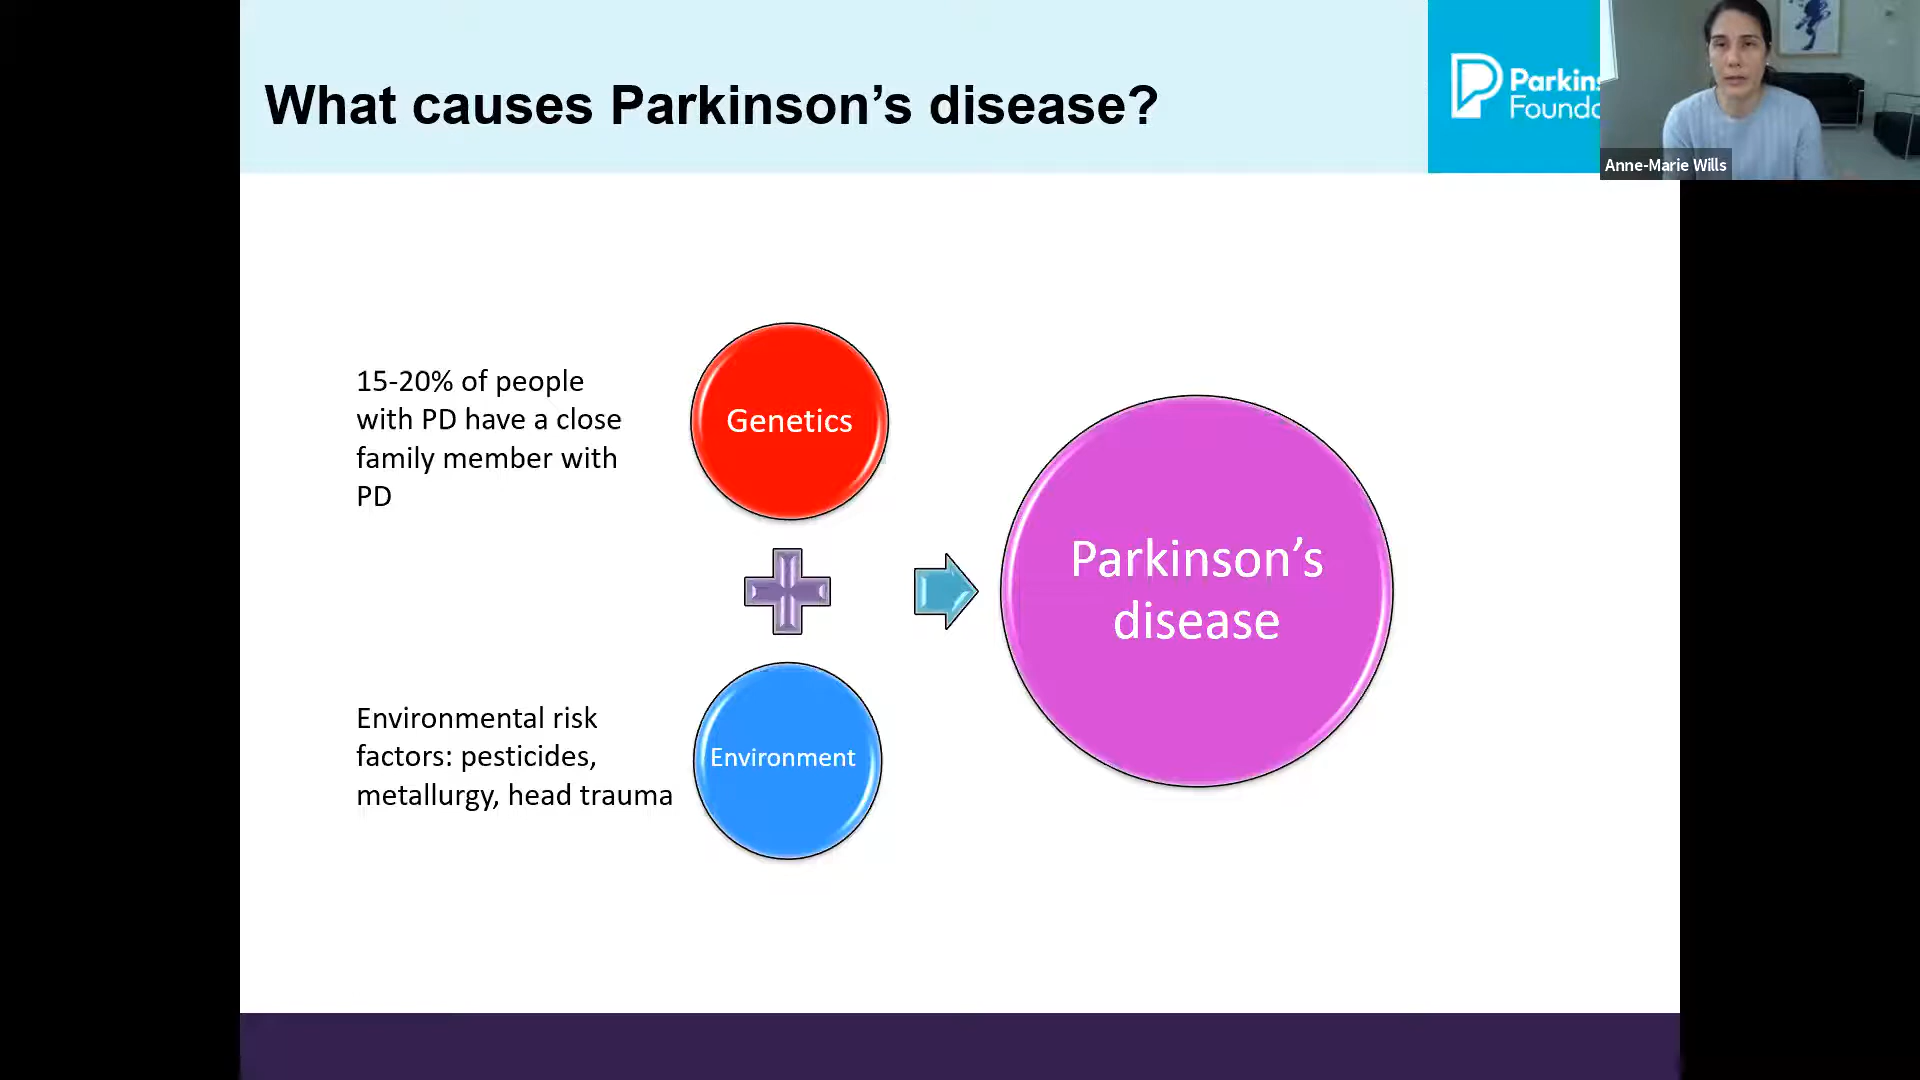 What causes Parkinson’s disease?
Anne-Marie Wills
15-20% of people
with PD have a close
family member with
PD
Genetics
Parkinson’s
disease
Environmental risk
factors: pesticides,
metallurgy, head trauma
Environment